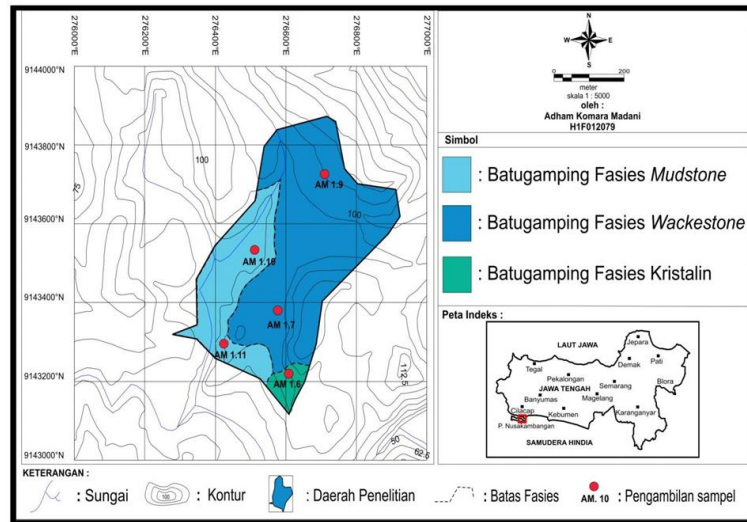 276000°E
276200°E
276400°E
276600°E
276800°E
277000°E
9144000°N
9143800°N
9143600°N
9143400°N
9143200°N
9143000°N
100
75
AM 1.9
100
AM 1.10
AM 1.7
AM 1.11
AM 1.6
112.5
50
62.5
N
W E
S
0 200
meter
skala 1 : 5000
oleh :
Adham Komara Madani
H1F012079
Simbol
: Batugamping Fasies Mudstone
: Batugamping Fasies Wackestone
: Batugamping Fasies Kristalin
Peta Indeks :
LAUT JAWA
Jepara
Demak
Pati
Tegal
Pekalongan
Semarang
Blora
JAWA TENGAH
Banyumas
Magelang
Cilacap
Kebumen
Karanganyar
P. Nusakambangan
SAMUDERA HINDIA
KETERANGAN :
: Sungai
100
: Kontur
: Daerah Penelitian
: Batas Fasies
AM. 10
: Pengambilan sampel